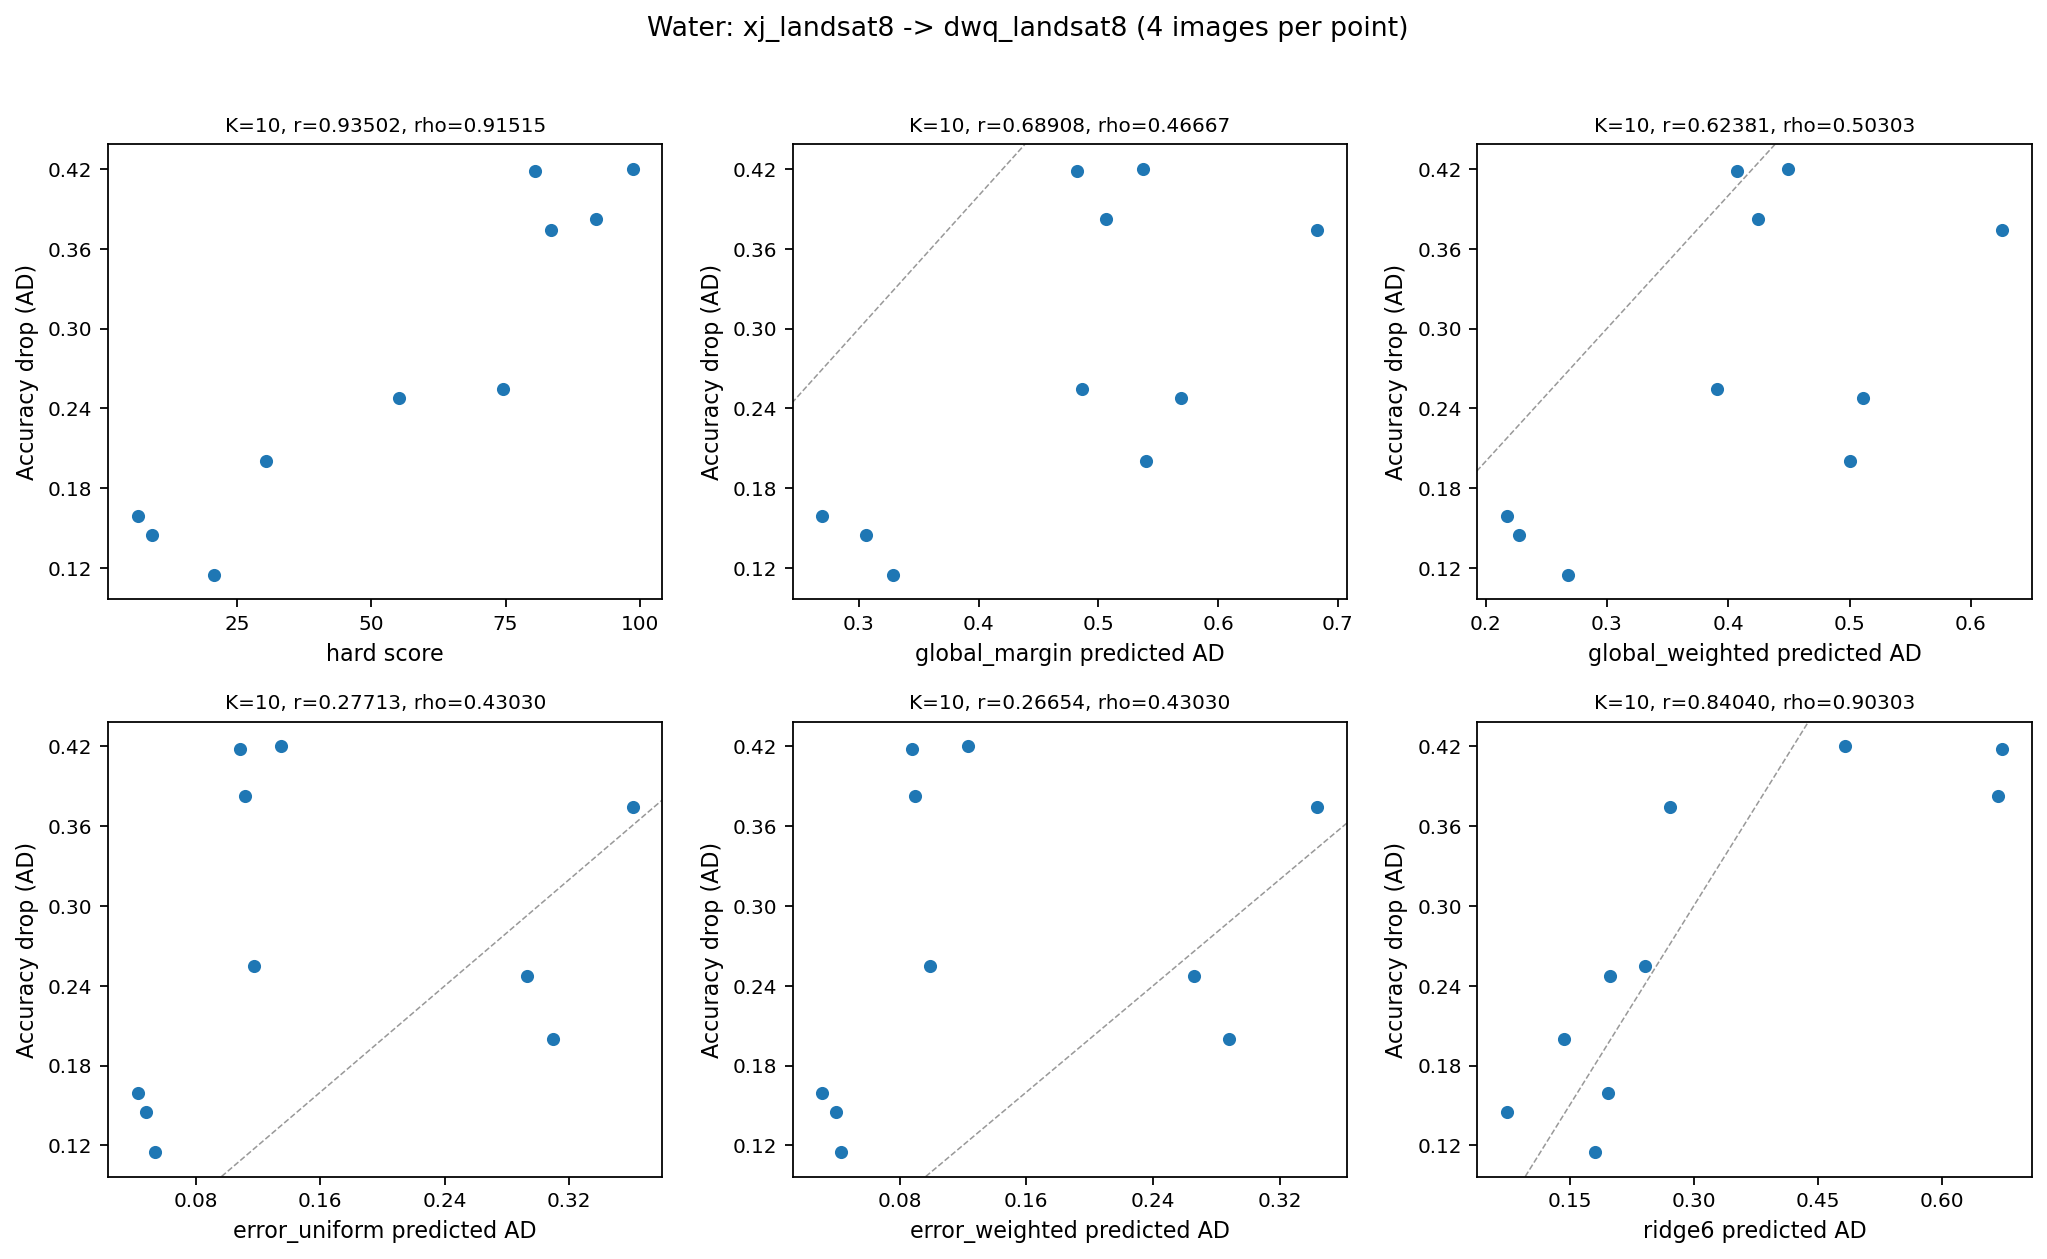 Water: xj_landsat8 -> dwq_landsat8 (4 images per point)
K=10, r=0.93502, rho=0.91515
Accuracy drop (AD)
0.42
0.36
0.30
0.24
0.18
0.12
25 50 75 100
hard score
K=10, r=0.68908, rho=0.46667
Accuracy drop (AD)
0.42
0.36
0.30
0.24
0.18
0.12
0.3 0.4 0.5 0.6 0.7
global_margin predicted AD
K=10, r=0.62381, rho=0.50303
Accuracy drop (AD)
0.42
0.36
0.30
0.24
0.18
0.12
0.2 0.3 0.4 0.5 0.6
global_weighted predicted AD
K=10, r=0.27713, rho=0.43030
Accuracy drop (AD)
0.42
0.36
0.30
0.24
0.18
0.12
0.08 0.16 0.24 0.32
error_uniform predicted AD
K=10, r=0.26654, rho=0.43030
Accuracy drop (AD)
0.42
0.36
0.30
0.24
0.18
0.12
0.08 0.16 0.24 0.32
error_weighted predicted AD
K=10, r=0.84040, rho=0.90303
Accuracy drop (AD)
0.42
0.36
0.30
0.24
0.18
0.12
0.15 0.30 0.45 0.60
ridge6 predicted AD